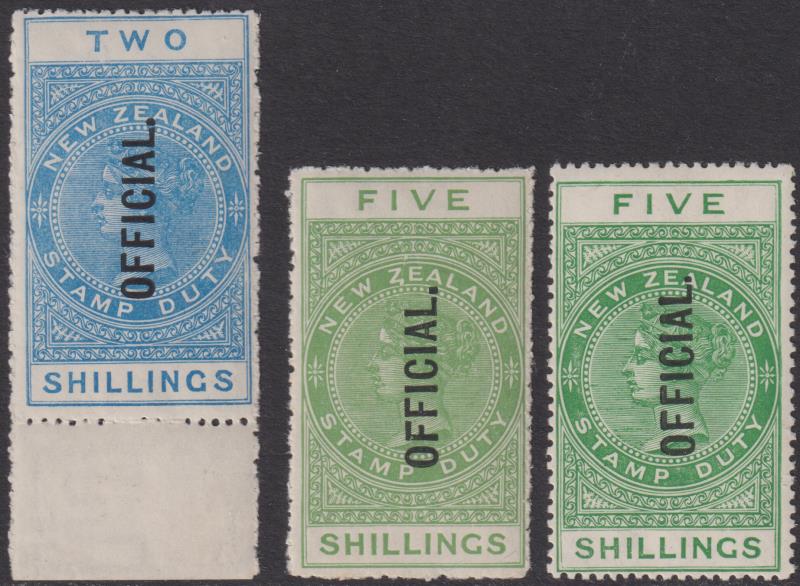 TWO
NEW ZEALAND
OFFICIAL.
STAMP DUTY
SHILLINGS
FIVE
NEW ZEALAND
OFFICIAL.
STAMP DUTY
SHILLINGS
FIVE
NEW ZEALAND
OFFICIAL.
STAMP DUTY
SHILLINGS